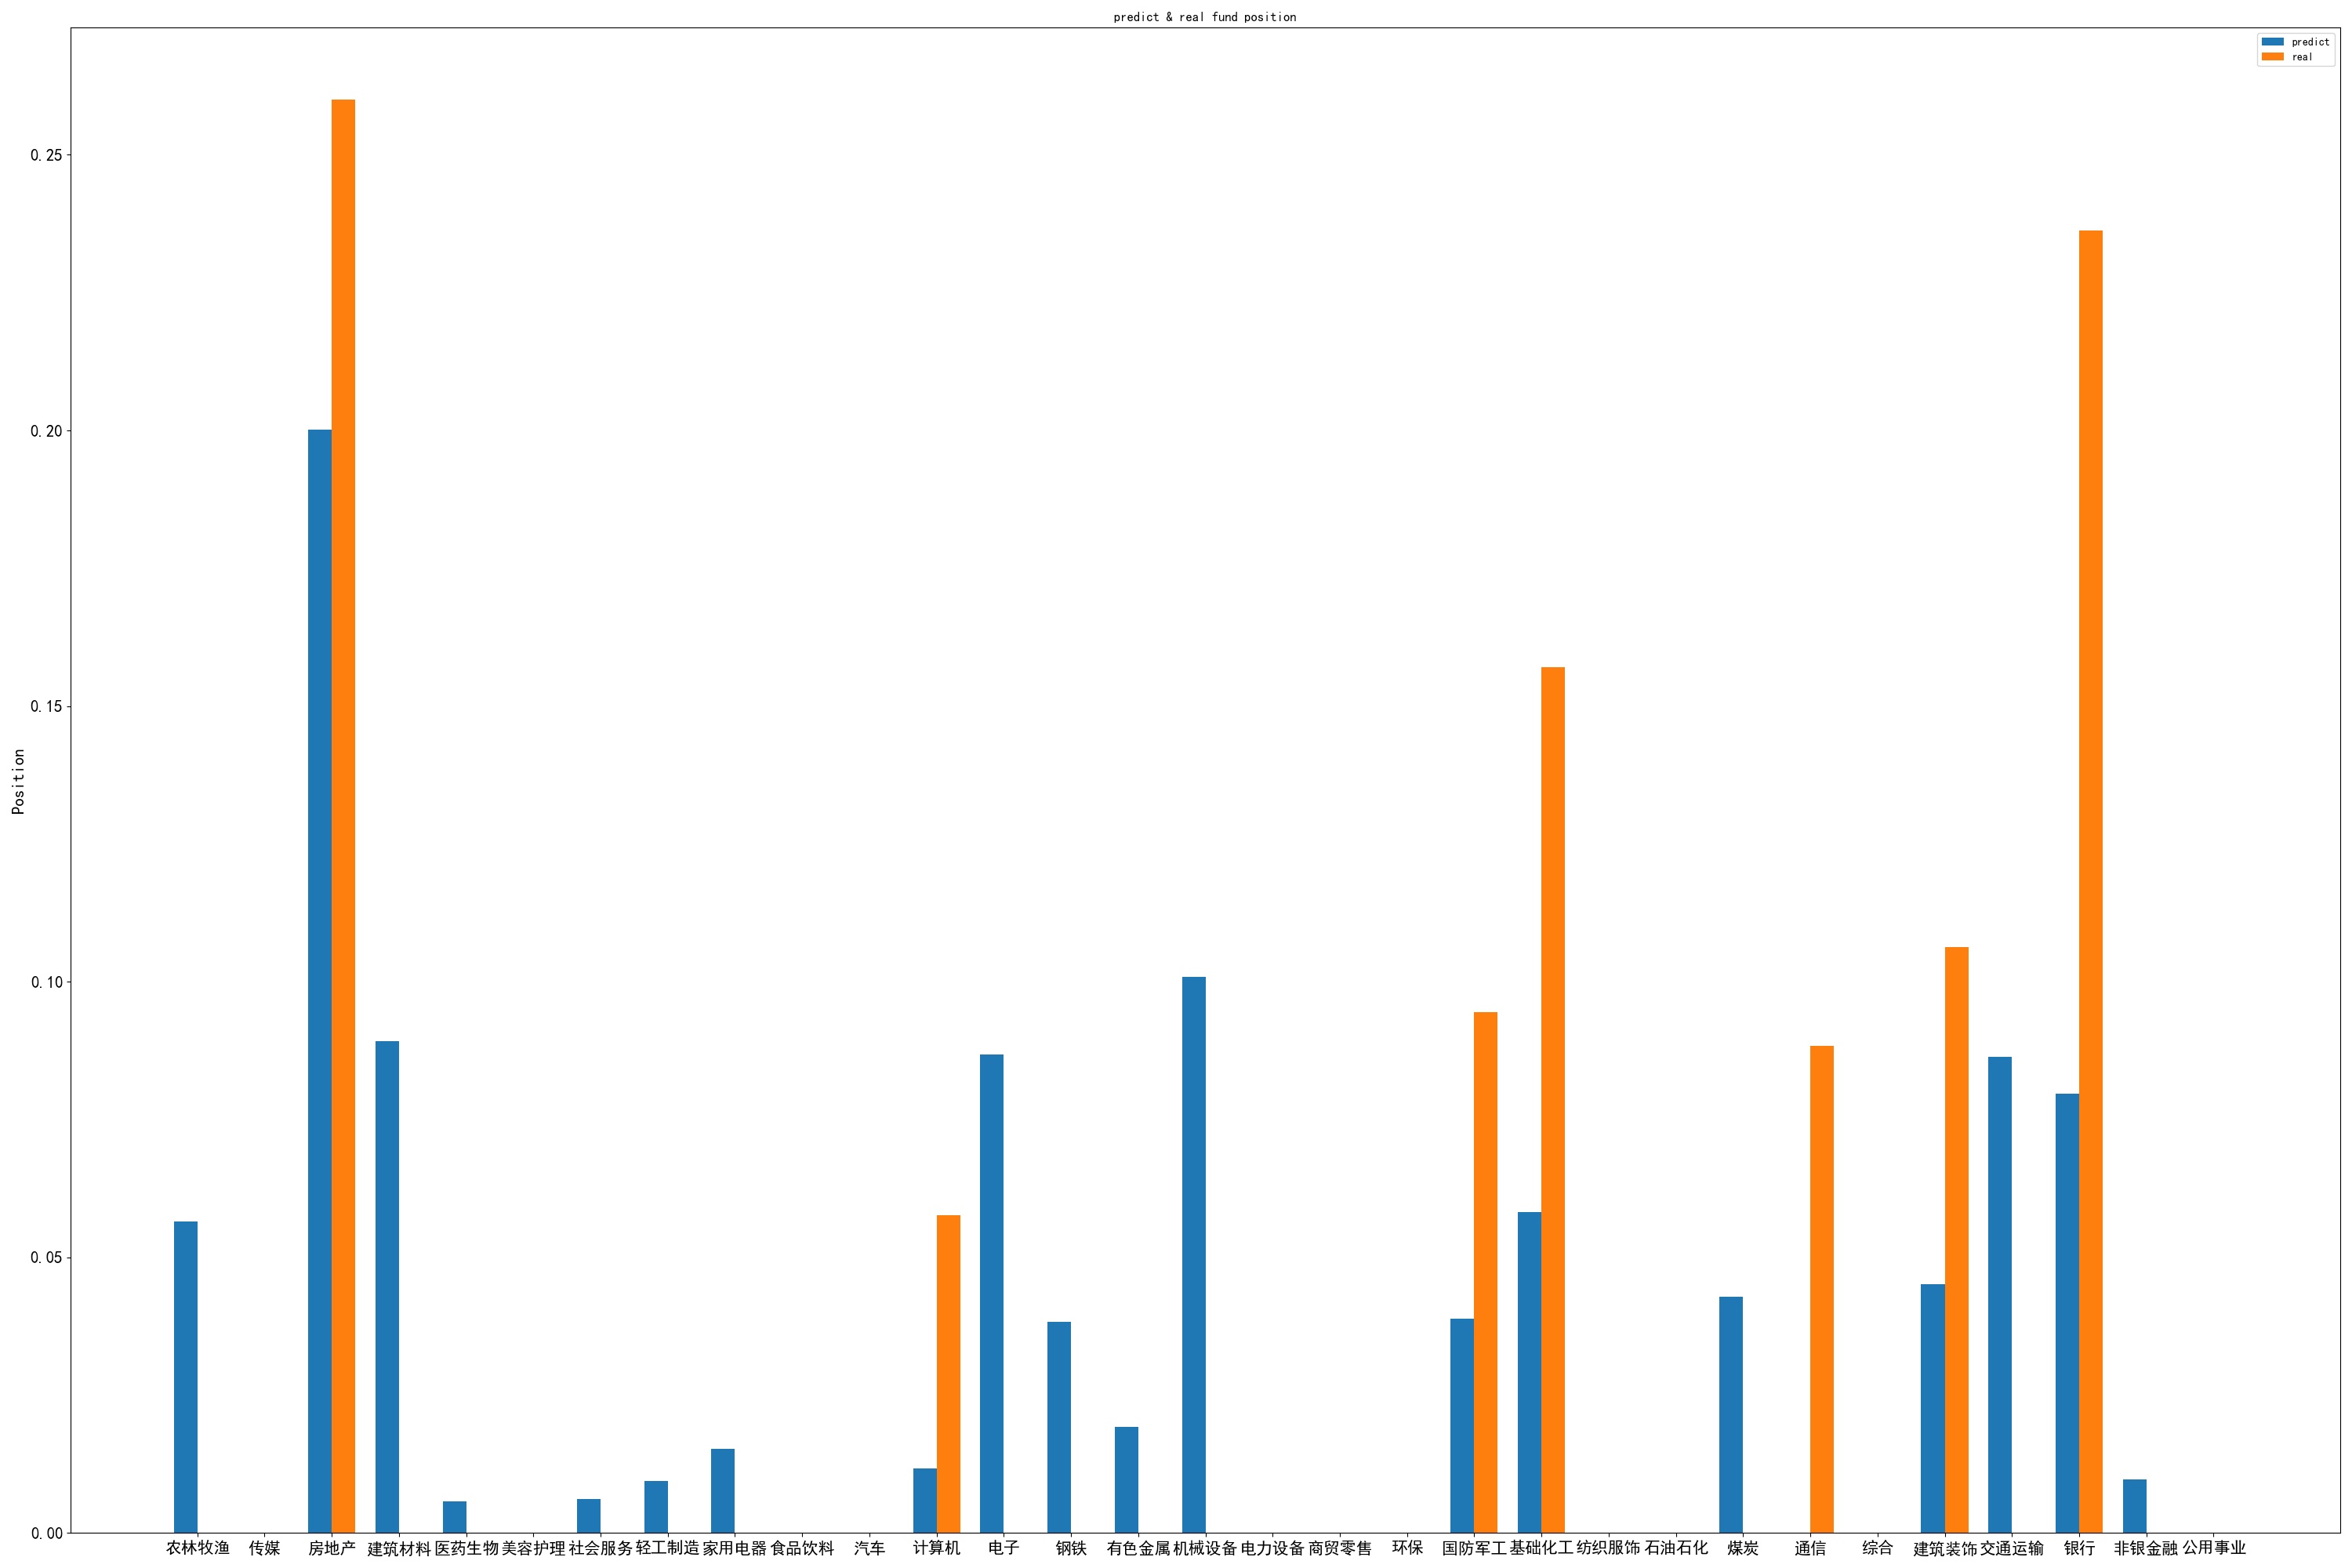 predict & real fund position
predict
real
0.25
0.20
0.15
0.10
0.05
0.00
Position
农林牧渔 传媒 房地产 建筑材料 医药生物 美容护理 社会服务 轻工制造 家用电器 食品饮料 汽车 计算机 电子 钢铁 有色金属 机械设备 电力设备 商贸零售 环保 国防军工 基础化工 纺织服饰 石油石化 煤炭 通信 综合 建筑装饰 交通运输 银行 非银金融 公用事业